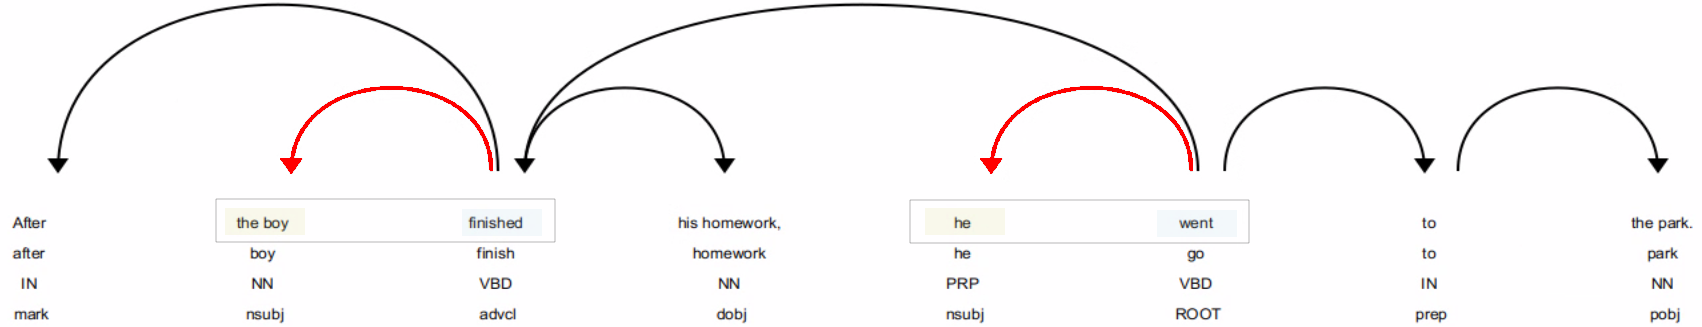 After the boy finished his homework, he went to the park.
after boy finish homework he go to park
IN NN VBD NN PRP VBD IN NN
mark nsubj advcl dobj nsubj ROOT prep pobj